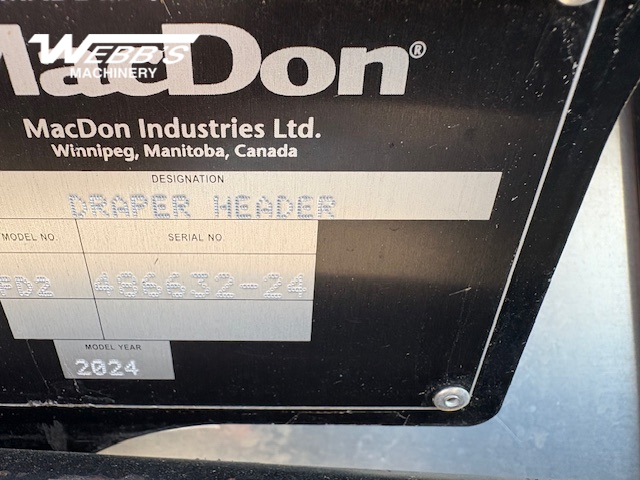 WEBB'S
MACHINERY
MacDon®
MacDon Industries Ltd.
Winnipeg, Manitoba, Canada
DESIGNATION
DRAPER HEADER
MODEL NO. SERIAL NO.
FD2 486632-24
MODEL YEAR
2024